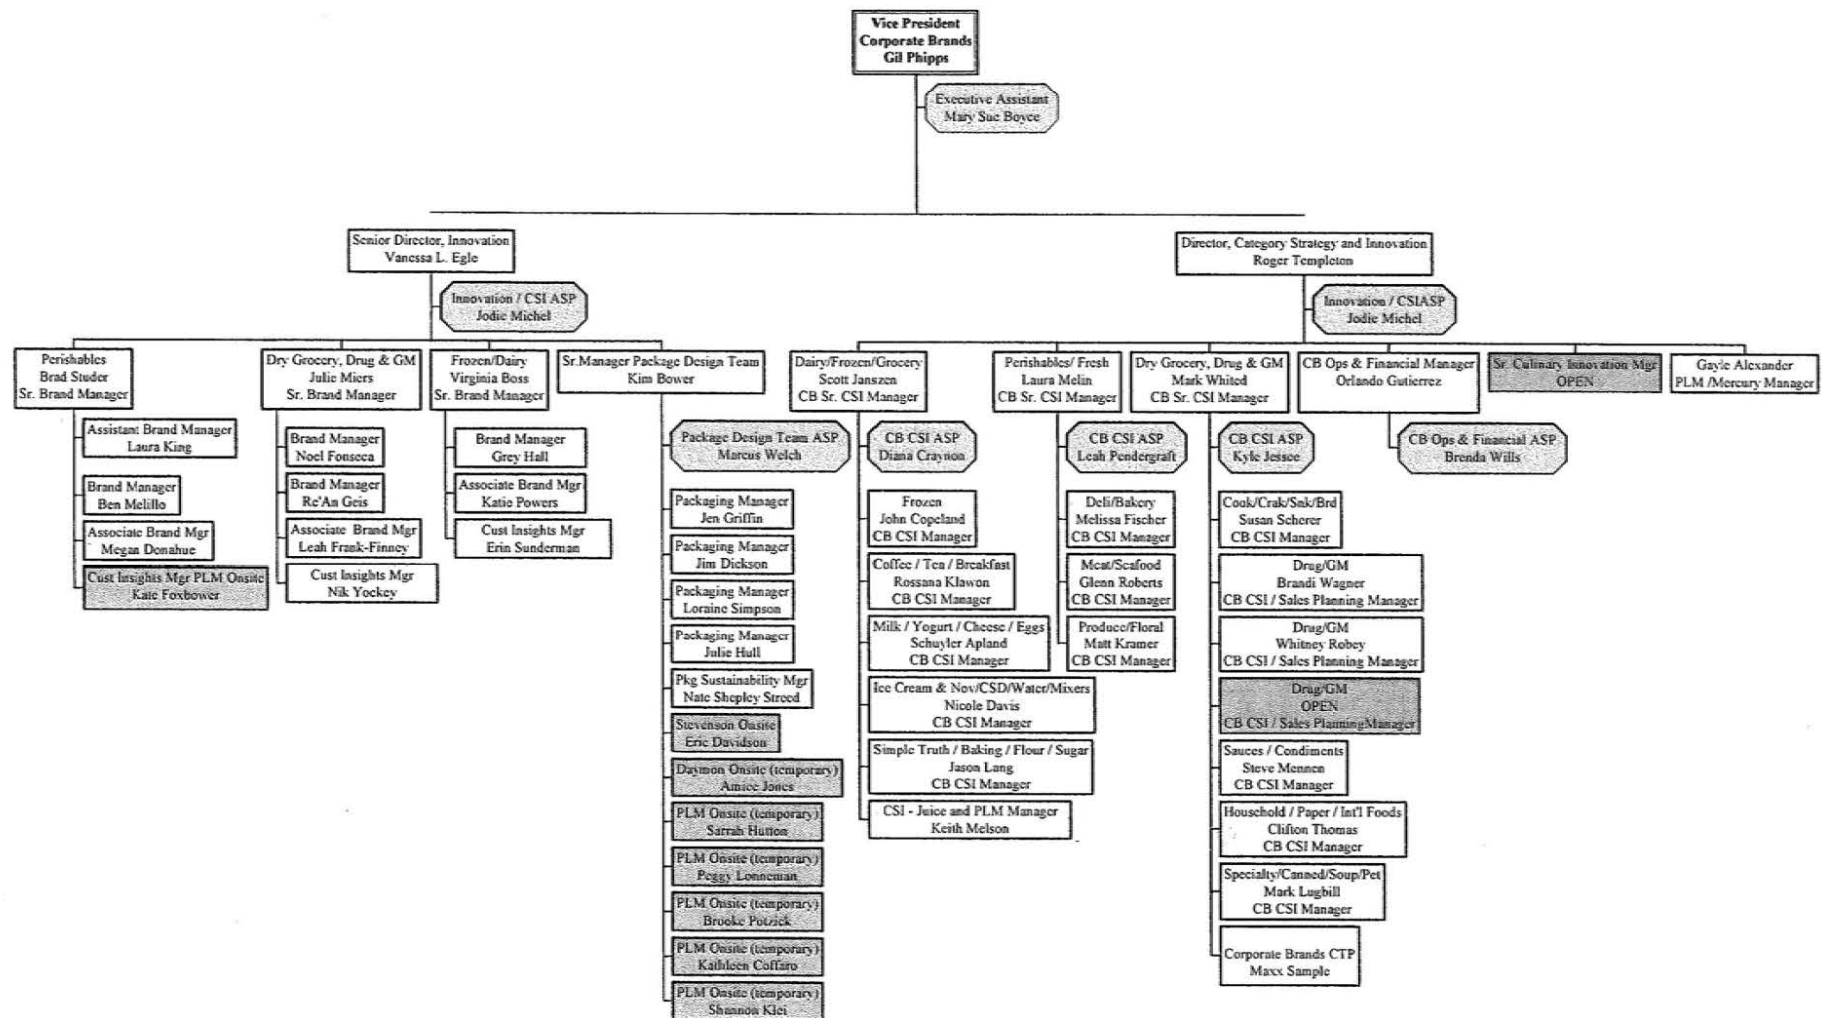 Vice President
Corporate Brands
Gil Phipps
Executive Assistant
Mary Sue Boyce
Senior Director, Innovation
Vanessa L. Egle
Director, Category Strategy and Innovation
Roger Templeton
Innovation / CSI ASP
Jodie Michel
Innovation / CSIASP
Jodie Michel
Perishables
Brad Studer
Sr. Brand Manager
Assistant Brand Manager
Laura King
Brand Manager
Ben Melillo
Associate Brand Mgr
Megan Donahue
Cust Insights Mgr PLM Onsite
Kate Foxbower
Dry Grocery, Drug & GM
Julie Miers
Sr. Brand Manager
Brand Manager
Noel Fonseca
Brand Manager
Re'An Geis
Associate Brand Mgr
Leah Frank-Finney
Cust Insights Mgr
Nik Yockey
Frozen/Dairy
Virginia Boss
Sr. Brand Manager
Brand Manager
Grey Hall
Associate Brand Mgr
Katie Powers
Cust Insights Mgr
Erin Sunderman
Sr.Manager Package Design Team
Kim Bower
Package Design Team ASP
Marcus Welch
Packaging Manager
Jen Griffin
Packaging Manager
Jim Dickson
Packaging Manager
Loraine Simpson
Packaging Manager
Julie Hull
Pkg Sustainability Mgr
Nate Shepley Streed
Stevenson Onsite
Eric Davidson
Daymon Onsite (temporary)
Amiee Jones
PLM Onsite (temporary)
Sarrah Hutton
PLM Onsite (temporary)
Peggy Lonneman
PLM Onsite (temporary)
Brooke Potzick
PLM Onsite (temporary)
Kathleen Coffaro
PLM Onsite (temporary)
Shannon Klei
Dairy/Frozen/Grocery
Scott Janszen
CB Sr. CSI Manager
CB CSI ASP
Diana Craynon
Frozen
John Copeland
CB CSI Manager
Coffee / Tea / Breakfast
Rossana Klawon
CB CSI Manager
Milk / Yogurt / Cheese / Eggs
Schuyler Apland
CB CSI Manager
Ice Cream & Nov/CSD/Water/Mixers
Nicole Davis
CB CSI Manager
Simple Truth / Baking / Flour / Sugar
Jason Lang
CB CSI Manager
CSI - Juice and PLM Manager
Keith Melson
Perishables/ Fresh
Laura Melin
CB Sr. CSI Manager
CB CSI ASP
Leah Pendergraft
Deli/Bakery
Melissa Fischer
CB CSI Manager
Meat/Seafood
Glenn Roberts
CB CSI Manager
Produce/Floral
Matt Kramer
CB CSI Manager
Dry Grocery, Drug & GM
Mark Whited
CB Sr. CSI Manager
CB CSI ASP
Kyle Jessee
Cook/Crak/Snk/Brd
Susan Scherer
CB CSI Manager
Drug/GM
Brandi Wagner
CB CSI / Sales Planning Manager
Drug/GM
Whitney Robey
CB CSI / Sales Planning Manager
Drug/GM
OPEN
CB CSI / Sales PlanningManager
Sauces / Condiments
Steve Mennen
CB CSI Manager
Household / Paper / Int'l Foods
Clifton Thomas
CB CSI Manager
Specialty/Canned/Soup/Pet
Mark Lugbill
CB CSI Manager
Corporate Brands CTP
Maxx Sample
CB Ops & Financial Manager
Orlando Gutierrez
CB Ops & Financial ASP
Brenda Wills
Sr. Culinary Innovation Mgr
OPEN
Gayle Alexander
PLM /Mercury Manager